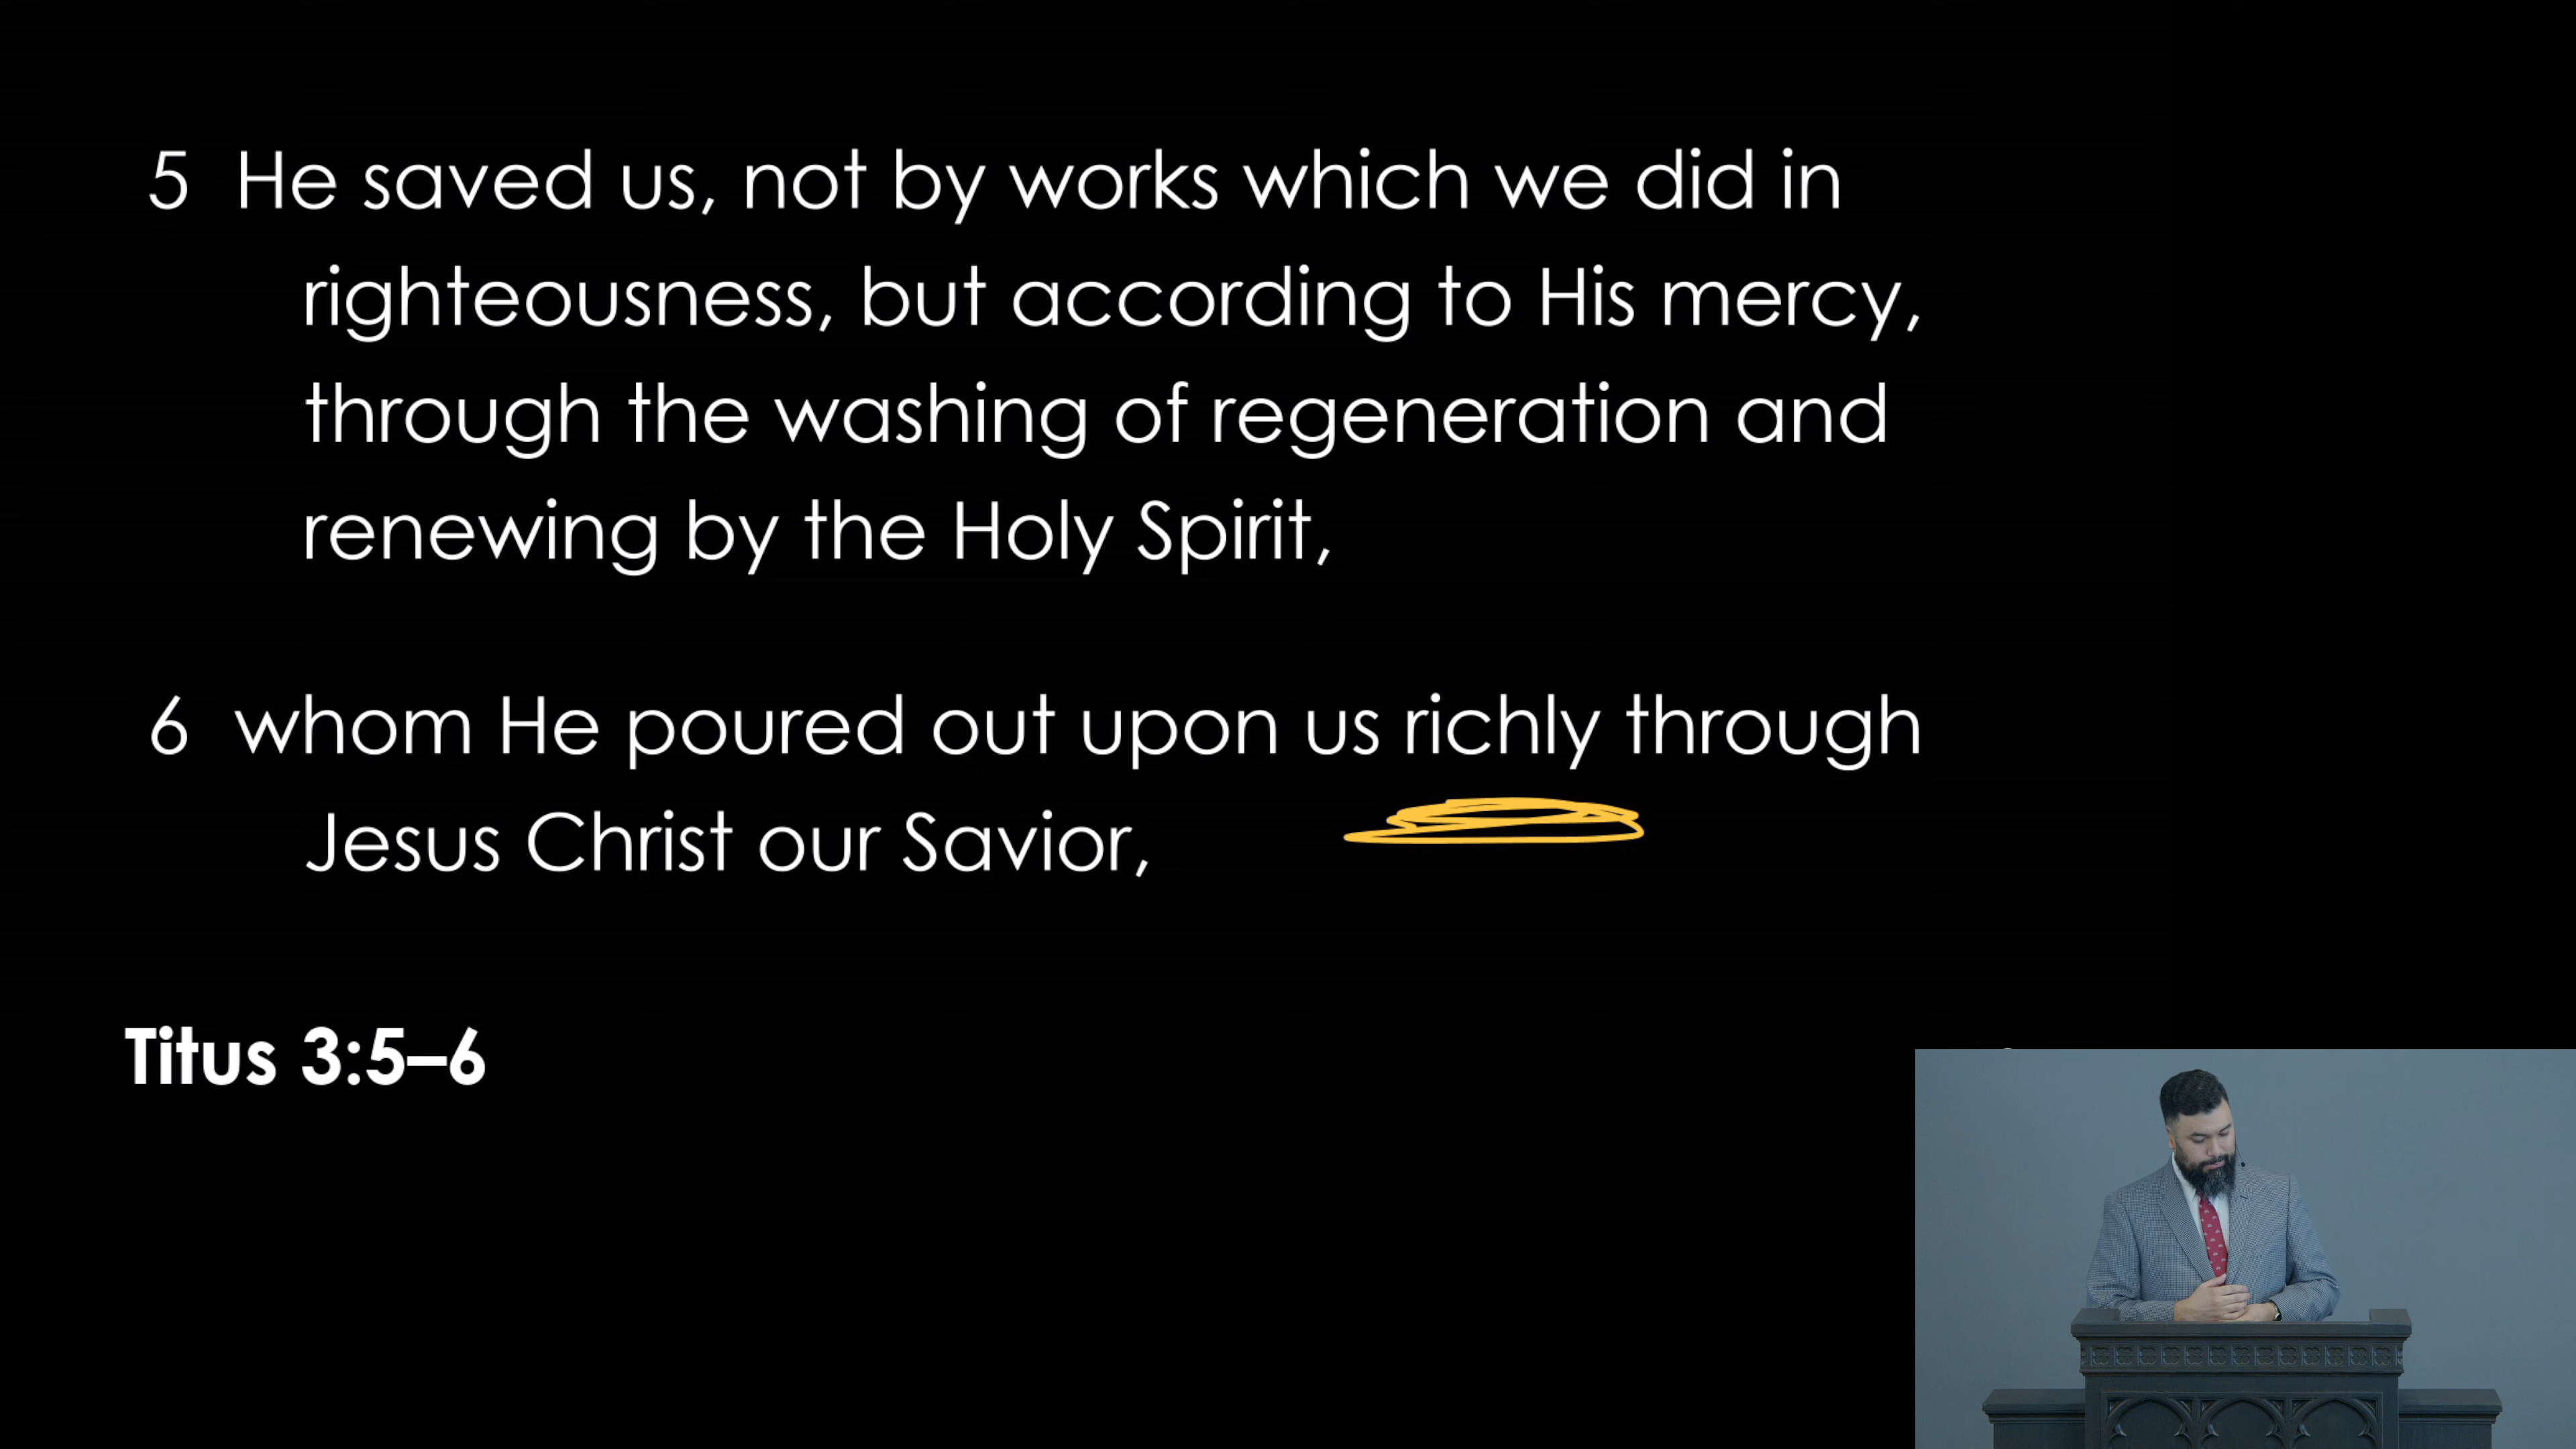 5 He saved us, not by works which we did in
righteousness, but according to His mercy,
through the washing of regeneration and
renewing by the Holy Spirit,
6 whom He poured out upon us richly through
Jesus Christ our Savior,
Titus 3:5–6